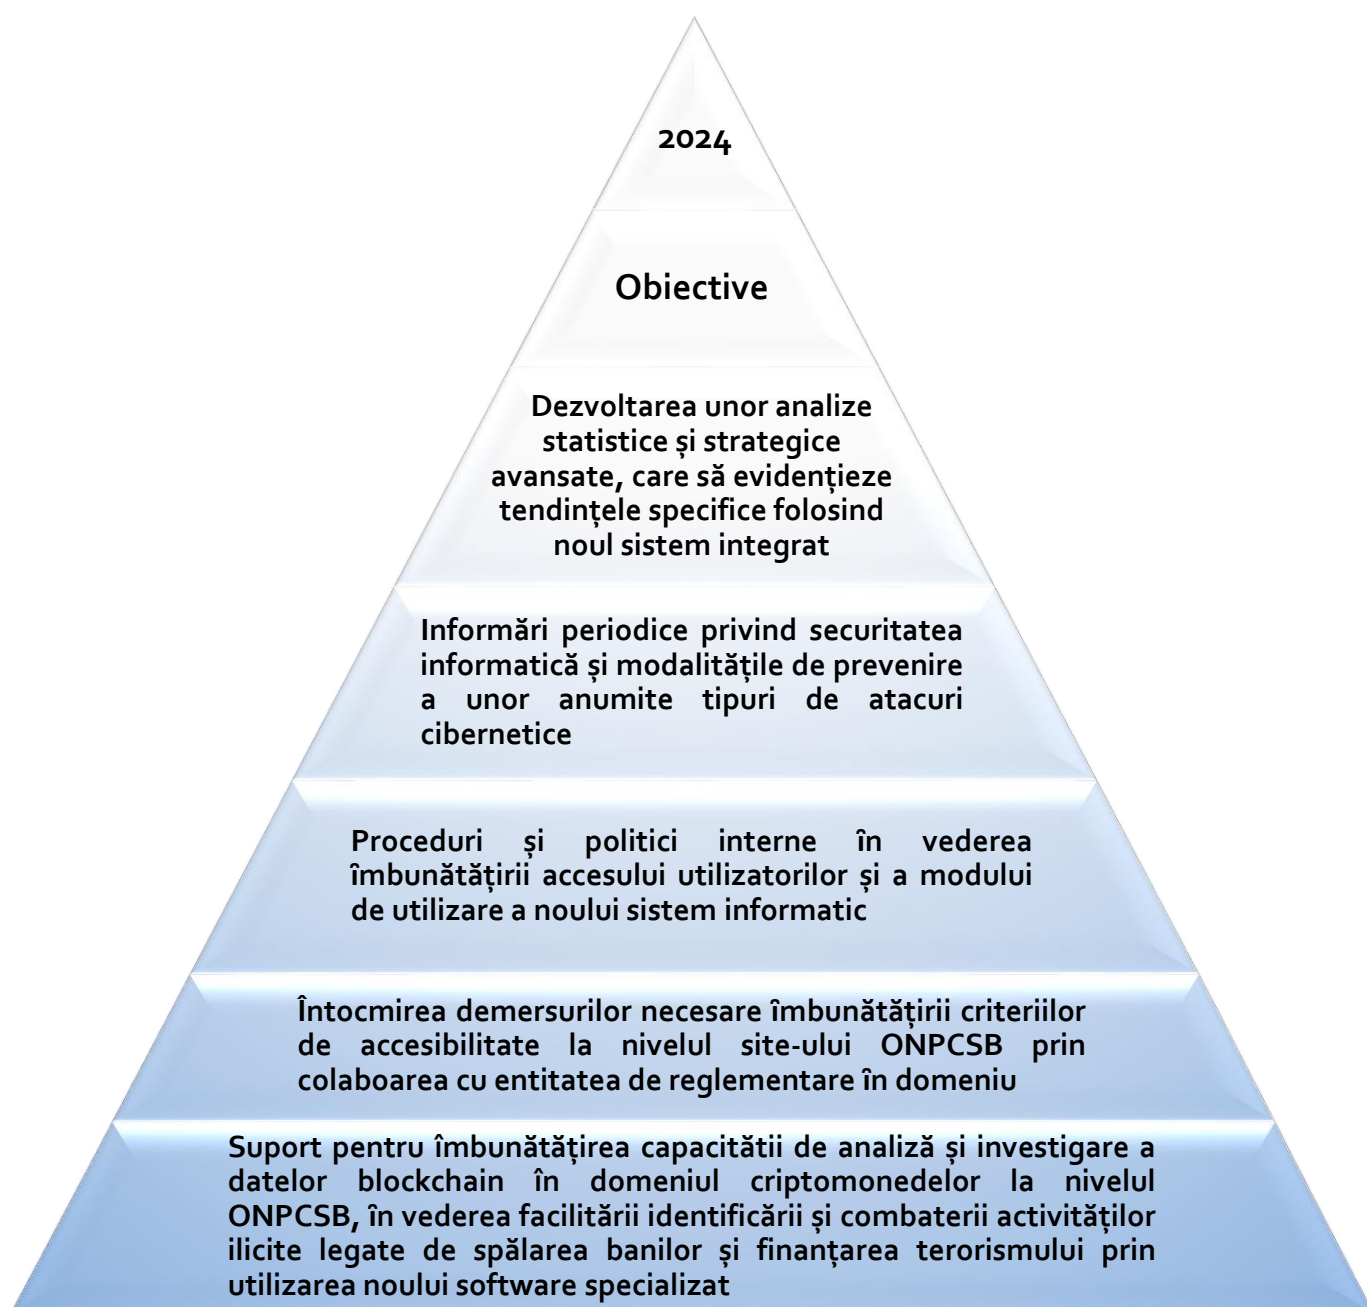 2024
Obiective
Dezvoltarea unor analize
statistice și strategice
avansate, care să evidențieze
tendințele specifice folosind
noul sistem integrat
Informări periodice privind securitatea
informatică și modalitățile de prevenire
a unor anumite tipuri de atacuri
cibernetice
Proceduri și politici interne în vederea
îmbunătățirii accesului utilizatorilor și a modului
de utilizare a noului sistem informatic
Întocmirea demersurilor necesare îmbunătățirii criteriilor
de accesibilitate la nivelul site-ului ONPCSB prin
colaboarea cu entitatea de reglementare în domeniu
Suport pentru îmbunătățirea capacitătii de analiză și investigare a
datelor blockchain în domeniul criptomonedelor la nivelul
ONPCSB, în vederea facilitării identificării și combaterii activităților
ilicite legate de spălarea banilor și finanțarea terorismului prin
utilizarea noului software specializat